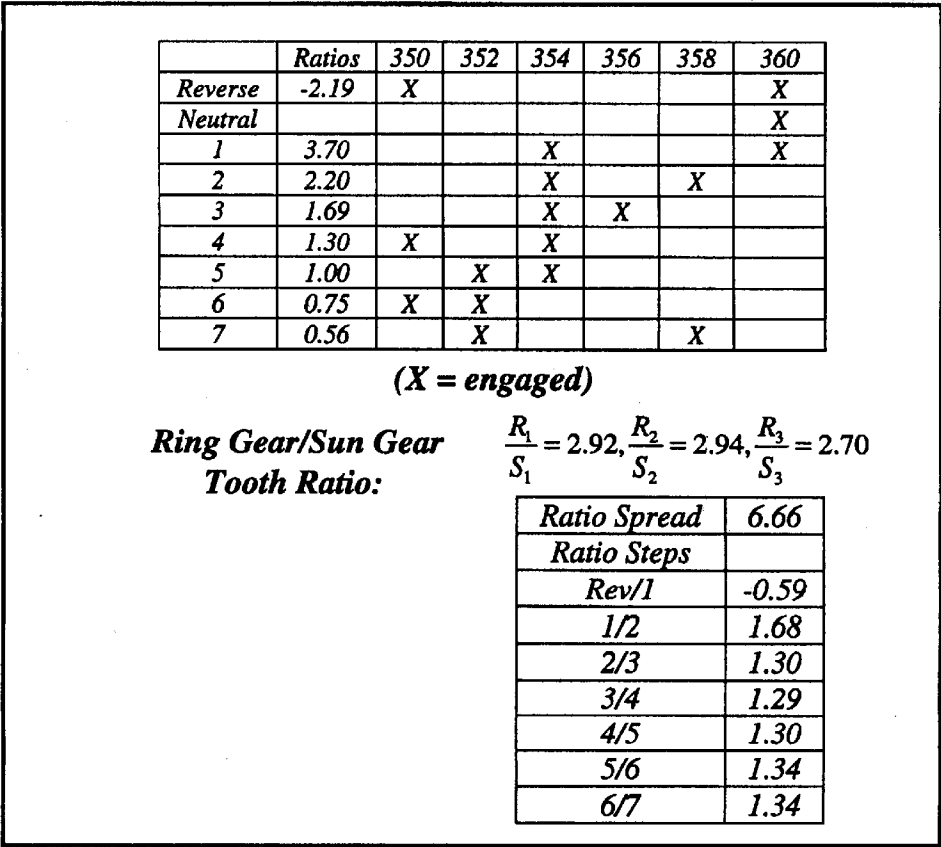 Ratios 350 352 354 356 358 360
Reverse -2.19 X X
Neutral X
1 3.70 X X
2 2.20 X X
3 1.69 X X
4 1.30 X X
5 1.00 X X
6 0.75 X X
7 0.56 X X
(X = engaged)
Ring Gear/Sun Gear R₁/S₁ = 2.92, R₂/S₂ = 2.94, R₃/S₃ = 2.70
Tooth Ratio:
Ratio Spread 6.66
Ratio Steps
Rev/1 -0.59
1/2 1.68
2/3 1.30
3/4 1.29
4/5 1.30
5/6 1.34
6/7 1.34